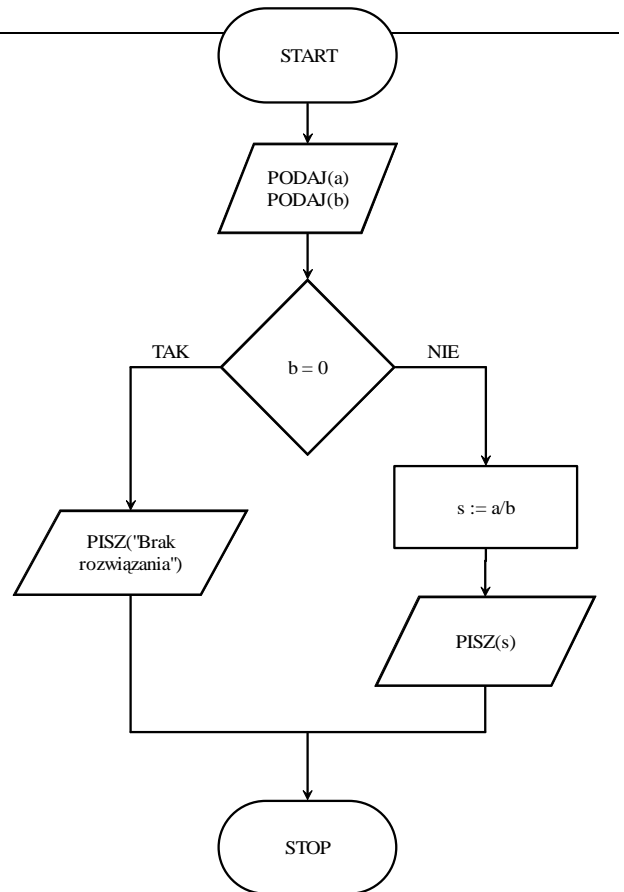 START
PODAJ(a)
PODAJ(b)
TAK
b = 0
NIE
s := a/b
PISZ("Brak
rozwiązania")
PISZ(s)
STOP